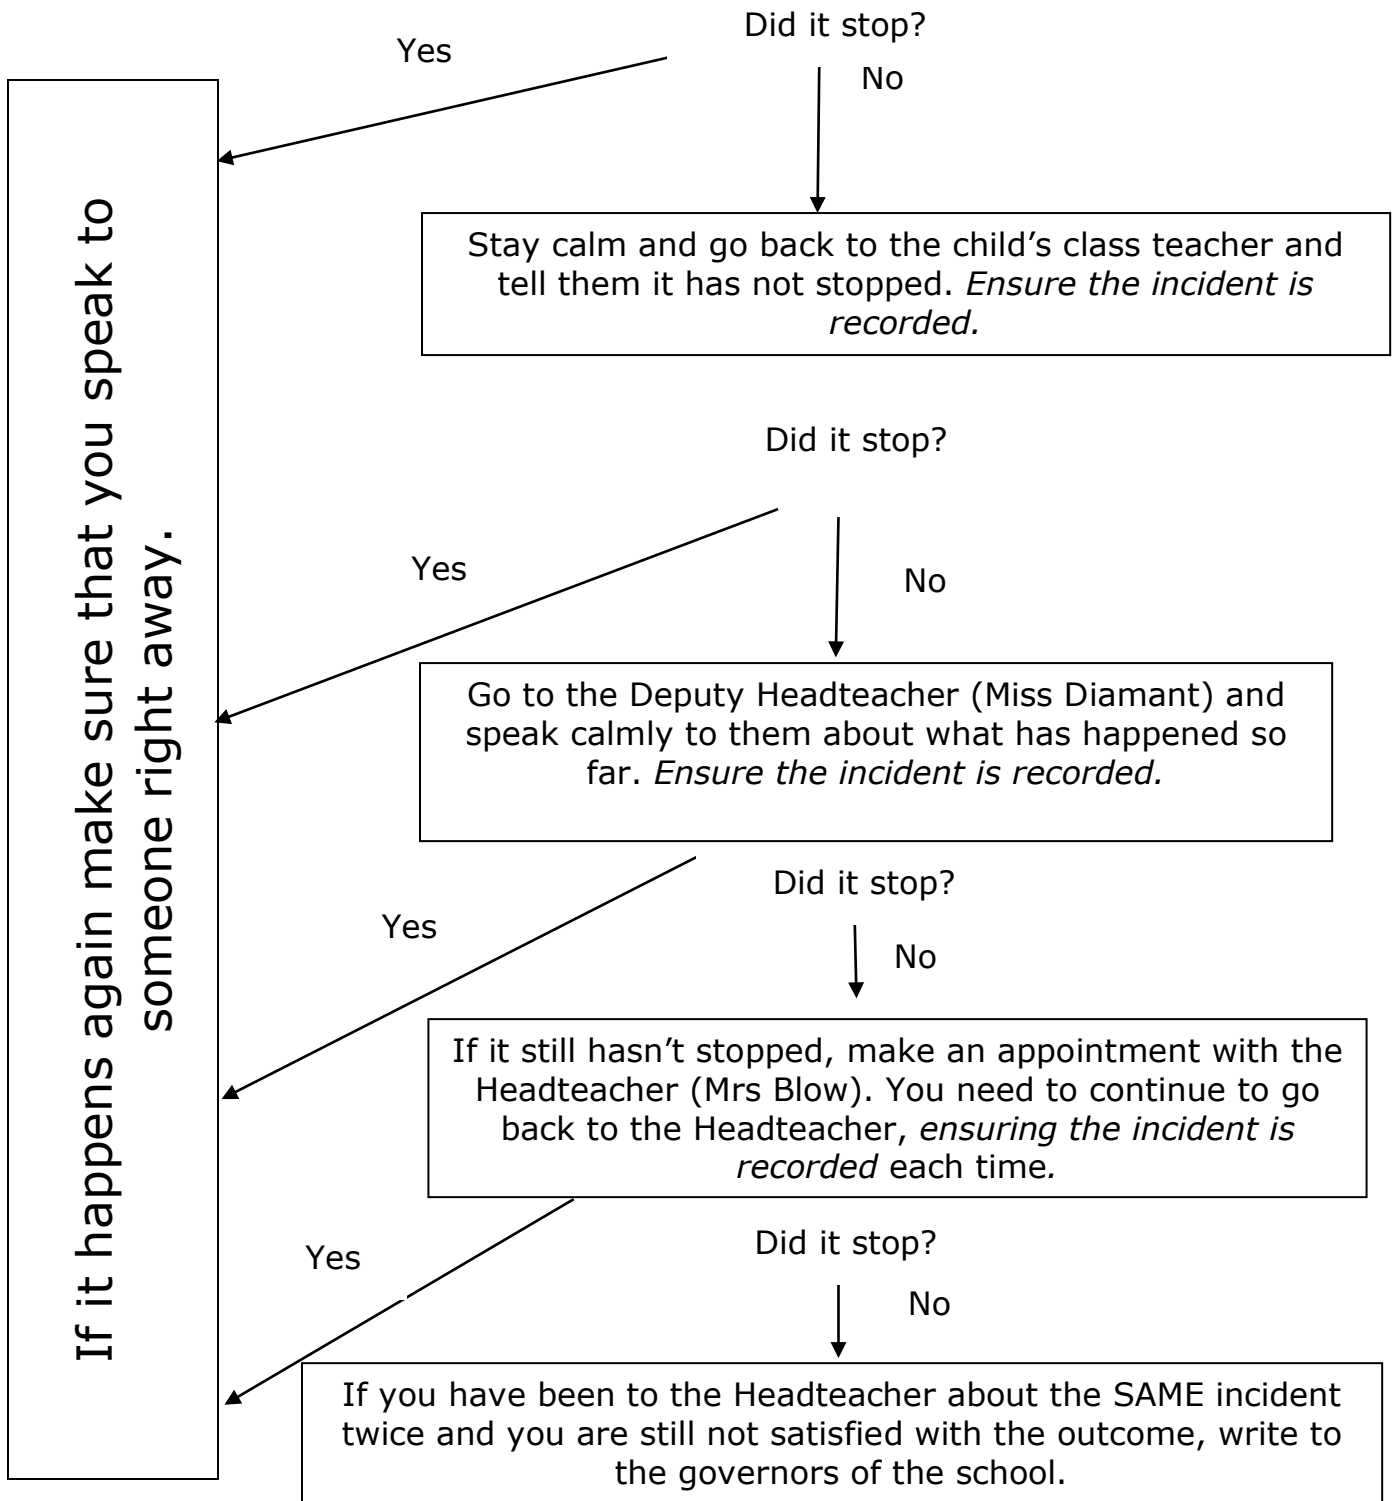 Did it stop?
Yes
No
If it happens again make sure that you speak to
someone right away.
Stay calm and go back to the child’s class teacher and
tell them it has not stopped. Ensure the incident is
recorded.
Did it stop?
Yes
No
Go to the Deputy Headteacher (Miss Diamant) and
speak calmly to them about what has happened so
far. Ensure the incident is recorded.
Did it stop?
Yes
No
If it still hasn’t stopped, make an appointment with the
Headteacher (Mrs Blow). You need to continue to go
back to the Headteacher, ensuring the incident is
recorded each time.
Did it stop?
Yes
No
If you have been to the Headteacher about the SAME incident
twice and you are still not satisfied with the outcome, write to
the governors of the school.